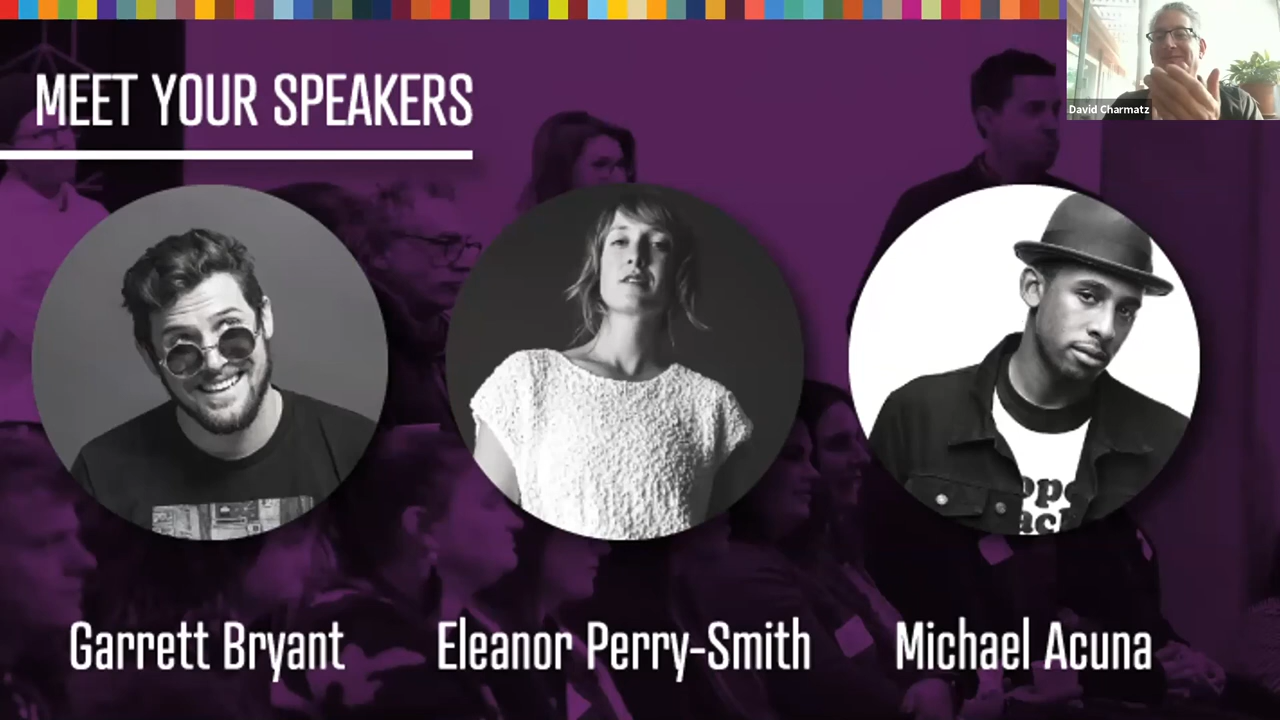 MEET YOUR SPEAKERS
David Charmatz
Garrett Bryant
Eleanor Perry-Smith
Michael Acuna